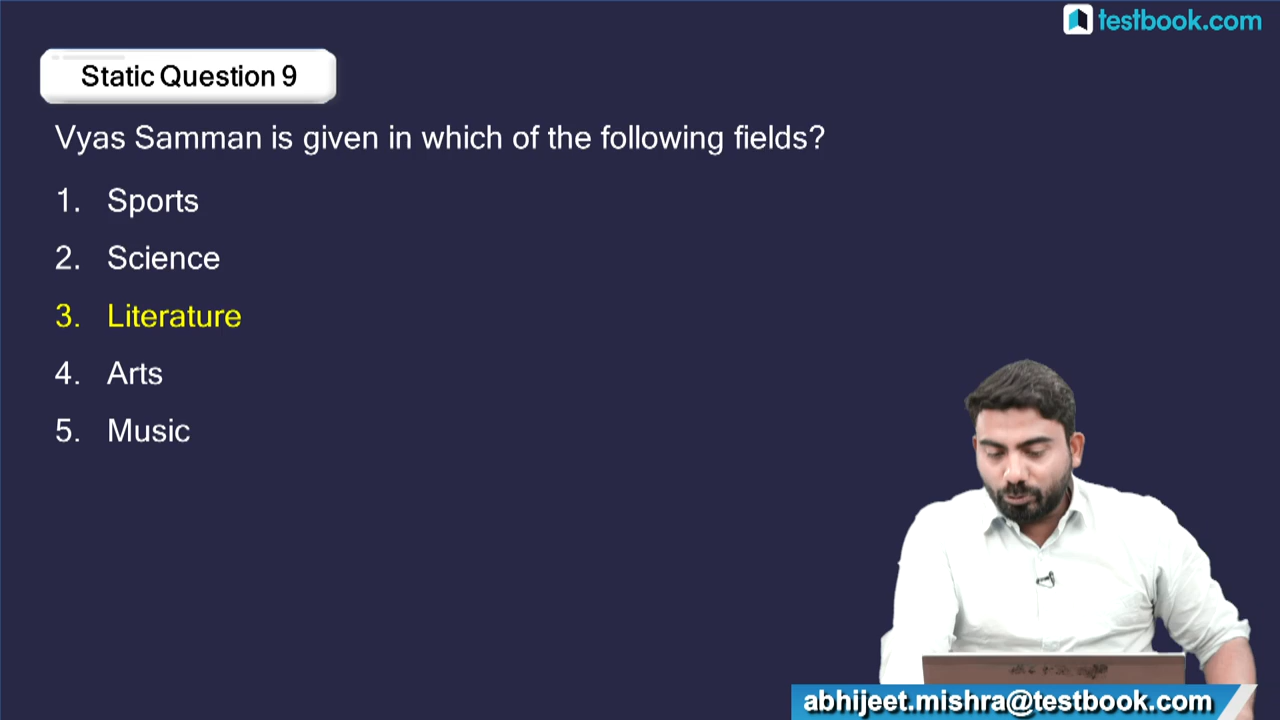 testbook.com
Static Question 9
Vyas Samman is given in which of the following fields?
1. Sports
2. Science
3. Literature
4. Arts
5. Music
abhijeet.mishra@testbook.com